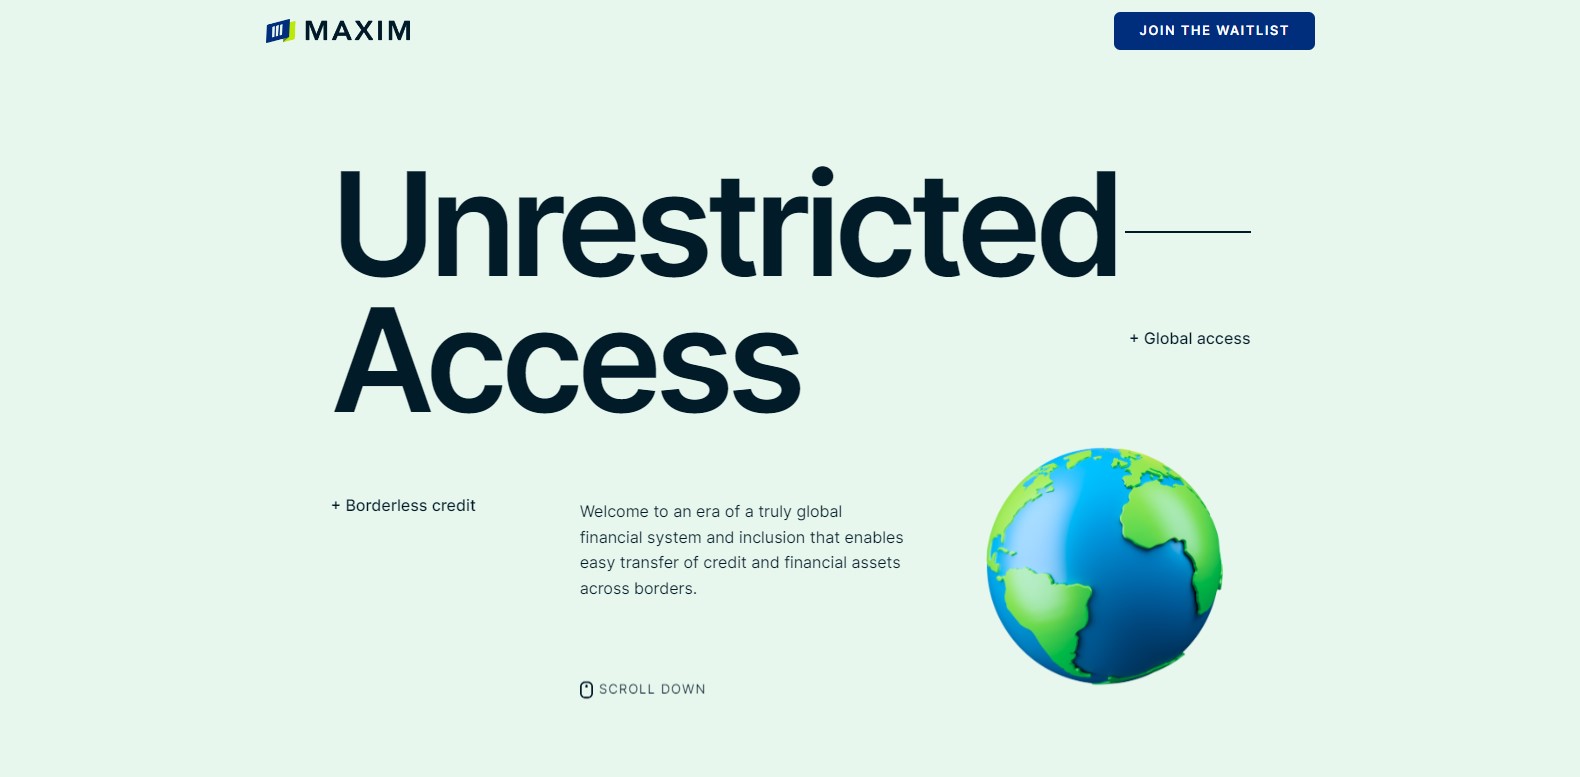 MAXIM
JOIN THE WAITLIST
Unrestricted
Access
+ Global access
+ Borderless credit
Welcome to an era of a truly global
financial system and inclusion that enables
easy transfer of credit and financial assets
across borders.
SCROLL DOWN